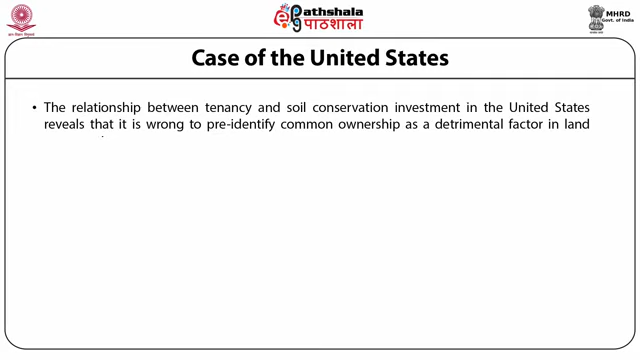 Pathshala
पाठशाला
MHRD
Govt. of India
Case of the United States
• The relationship between tenancy and soil conservation investment in the United States
reveals that it is wrong to pre-identify common ownership as a detrimental factor in land